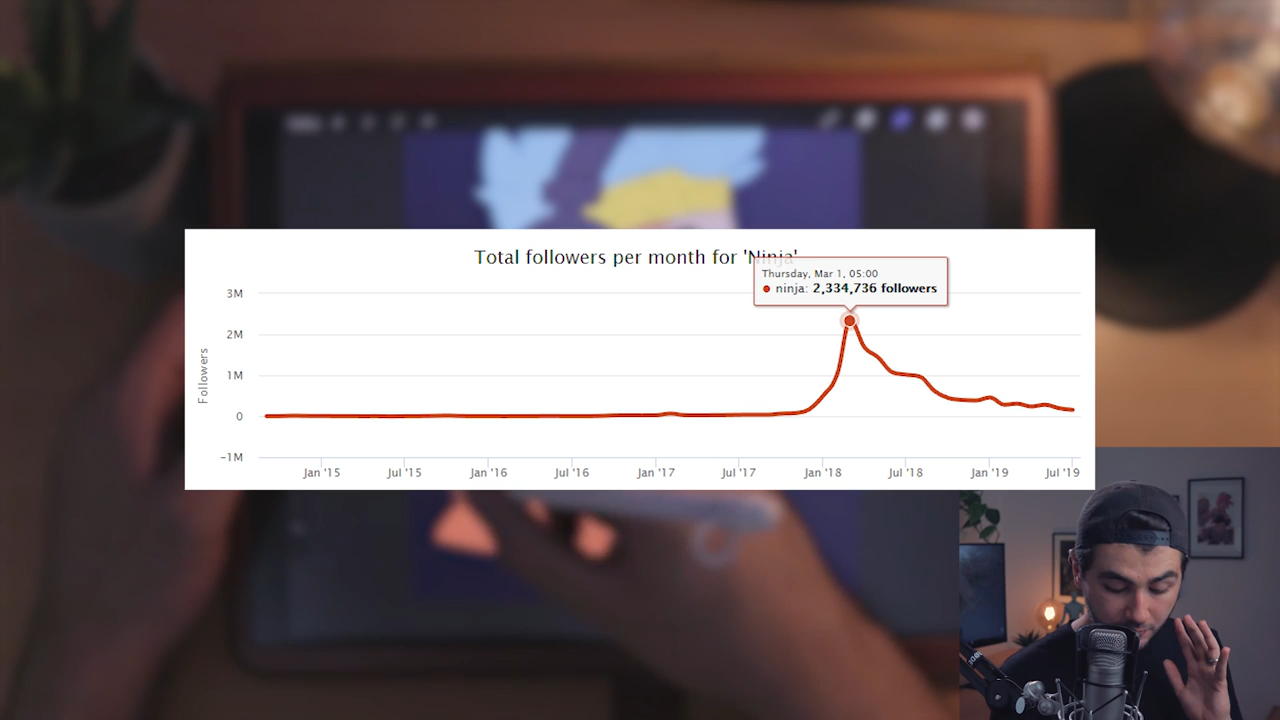 Total followers per month for 'Ninja'
Thursday, Mar 1, 05:00
ninja: 2,334,736 followers
3M
2M
1M
0
-1M
Followers
Jan '15
Jul '15
Jan '16
Jul '16
Jan '17
Jul '17
Jan '18
Jul '18
Jan '19
Jul '19